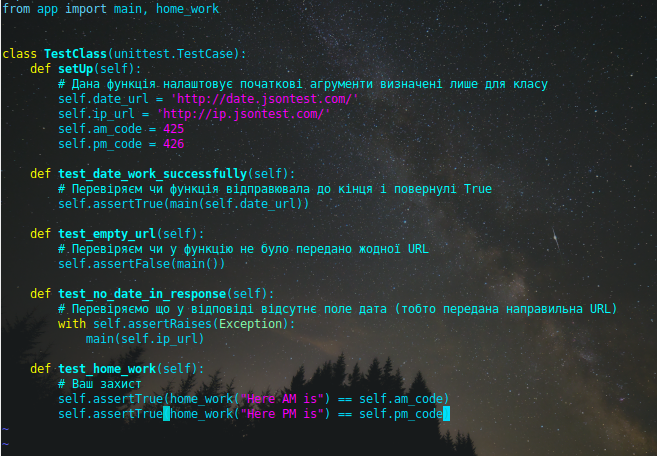 from app import main, home_work
class TestClass(unittest.TestCase):
def setUp(self):
# Дана функція налаштовує початкові агрументи визначені лише для класу
self.date_url = 'http://date.jsontest.com/'
self.ip_url = 'http://ip.jsontest.com/'
self.am_code = 425
self.pm_code = 426
def test_date_work_successfully(self):
# Перевіряєм чи функція відправювала до кінця і повернулі True
self.assertTrue(main(self.date_url))
def test_empty_url(self):
# Перевіряєм чи у функцію не було передано жодної URL
self.assertFalse(main())
def test_no_date_in_response(self):
# Перевіряємо що у відповіді відсутнє поле дата (тобто передана направильна URL)
with self.assertRaises(Exception):
main(self.ip_url)
def test_home_work(self):
# Ваш захист
self.assertTrue(home_work("Here AM is") == self.am_code)
self.assertTrue(home_work("Here PM is") == self.pm_code)
~
~